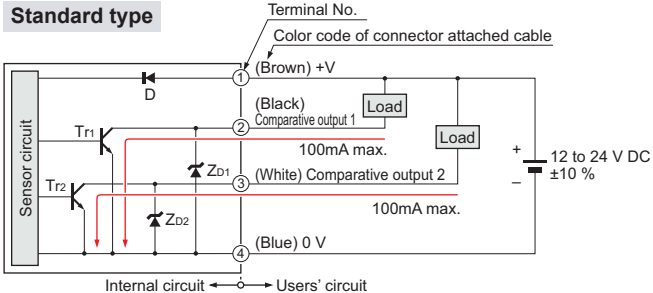 Standard type
Terminal No.
Color code of connector attached cable
1
(Brown) +V
D
(Black)
2
Comparative output 1
Load
Tr1
100mA max.
Load
Sensor circuit
ZD1
+
12 to 24 V DC
±10 %
–
3
(White) Comparative output 2
Tr2
100mA max.
ZD2
4
(Blue) 0 V
Internal circuit
Users' circuit